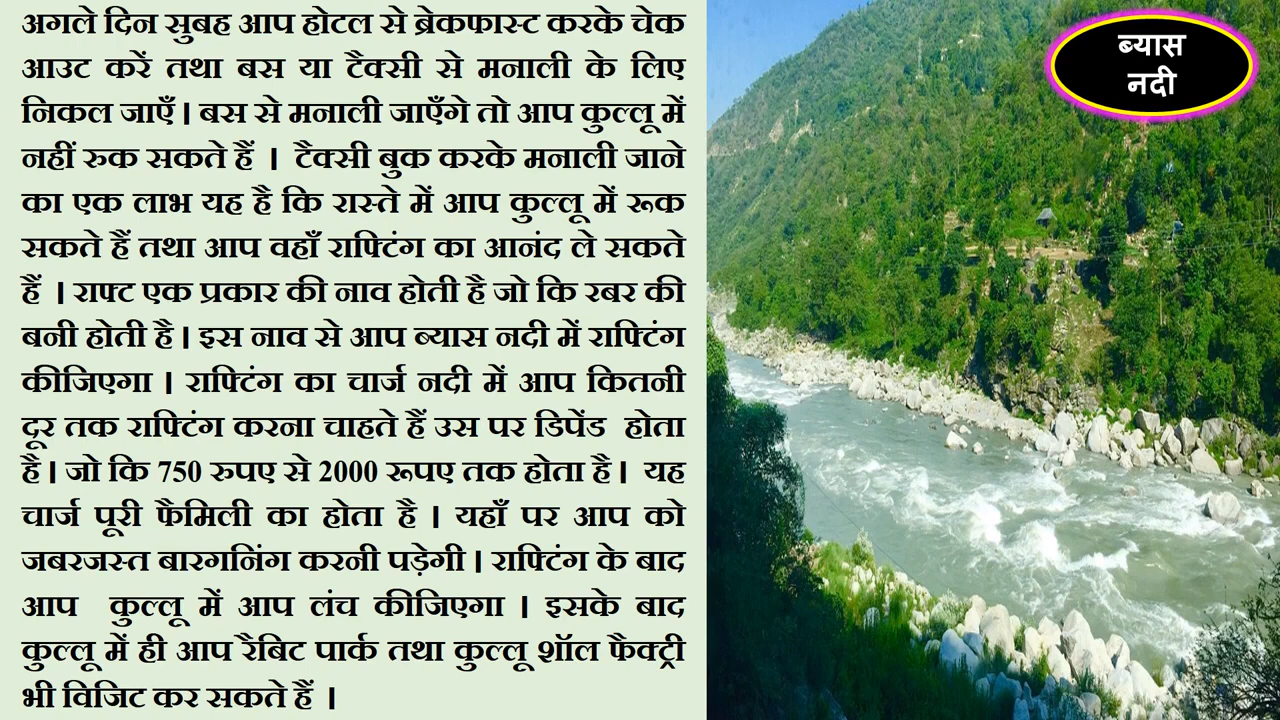 अगले दिन सुबह आप होटल से ब्रेकफास्ट करके चेक
आउट करें तथा बस या टैक्सी से मनाली के लिए
निकल जाएँ । बस से मनाली जाएँगे तो आप कुल्लू में
नहीं रुक सकते हैं । टैक्सी बुक करके मनाली जाने
का एक लाभ यह है कि रास्ते में आप कुल्लू में रूक
सकते हैं तथा आप वहाँ राफ्टिंग का आनंद ले सकते
हैं । राफ्ट एक प्रकार की नाव होती है जो कि रबर की
बनी होती है । इस नाव से आप ब्यास नदी में राफ्टिंग
कीजिएगा । राफ्टिंग का चार्ज नदी में आप कितनी
दूर तक राफ्टिंग करना चाहते हैं उस पर डिपेंड होता
है । जो कि 750 रुपए से 2000 रूपए तक होता है । यह
चार्ज पूरी फैमिली का होता है । यहाँ पर आप को
जबरजस्त बारगनिंग करनी पड़ेगी । राफ्टिंग के बाद
आप कुल्लू में आप लंच कीजिएगा । इसके बाद
कुल्लू में ही आप रैबिट पार्क तथा कुल्लू शॉल फैक्ट्री
भी विजिट कर सकते हैं ।
ब्यास
नदी